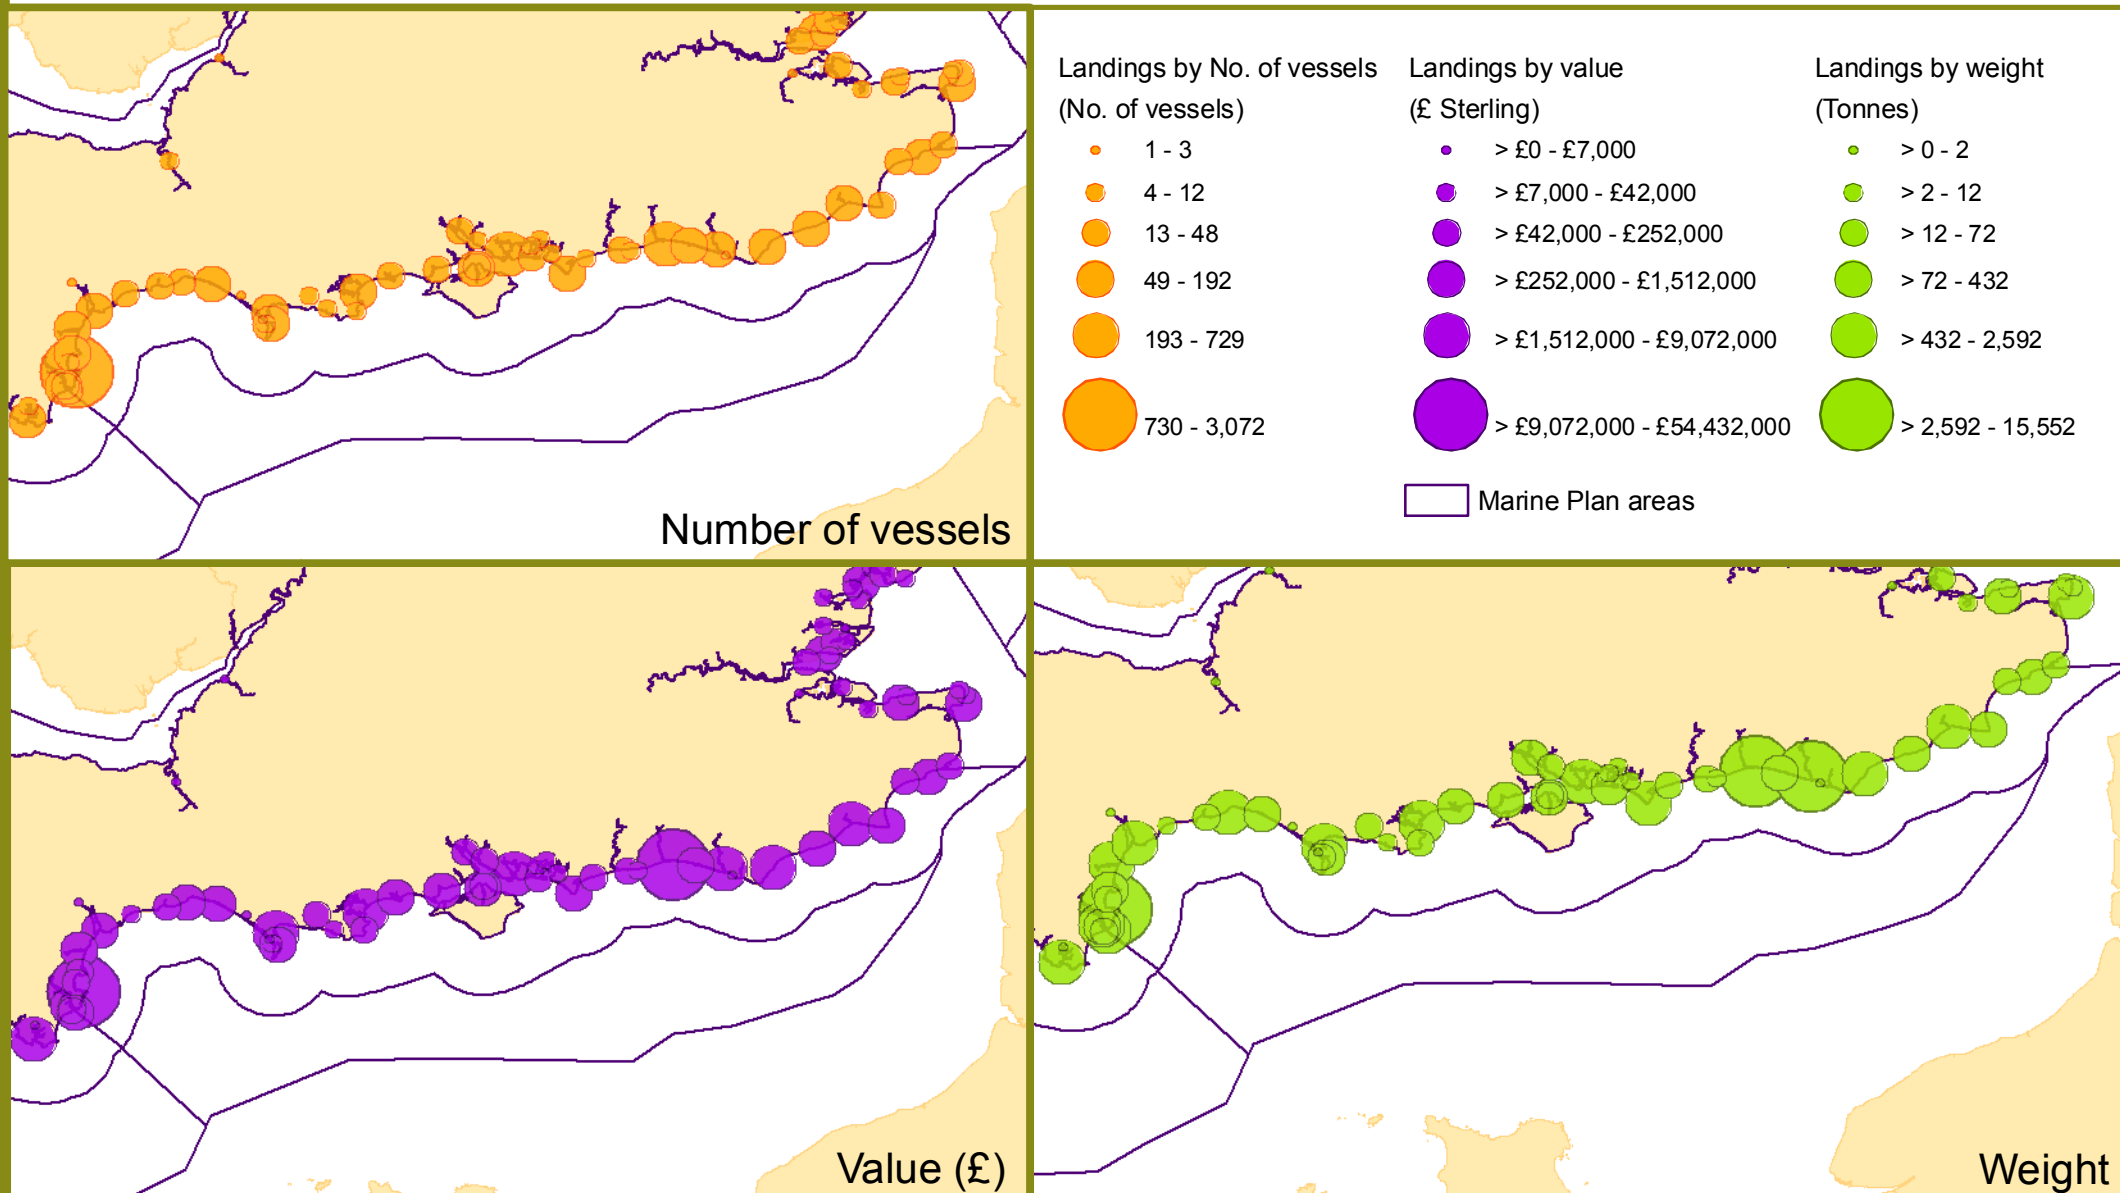 Landings by No. of vessels
(No. of vessels)
1 - 3
4 - 12
13 - 48
49 - 192
193 - 729
730 - 3,072
Landings by value
(£ Sterling)
> £0 - £7,000
> £7,000 - £42,000
> £42,000 - £252,000
> £252,000 - £1,512,000
> £1,512,000 - £9,072,000
> £9,072,000 - £54,432,000
Landings by weight
(Tonnes)
> 0 - 2
> 2 - 12
> 12 - 72
> 72 - 432
> 432 - 2,592
> 2,592 - 15,552
Marine Plan areas
Number of vessels
Value (£)
Weight